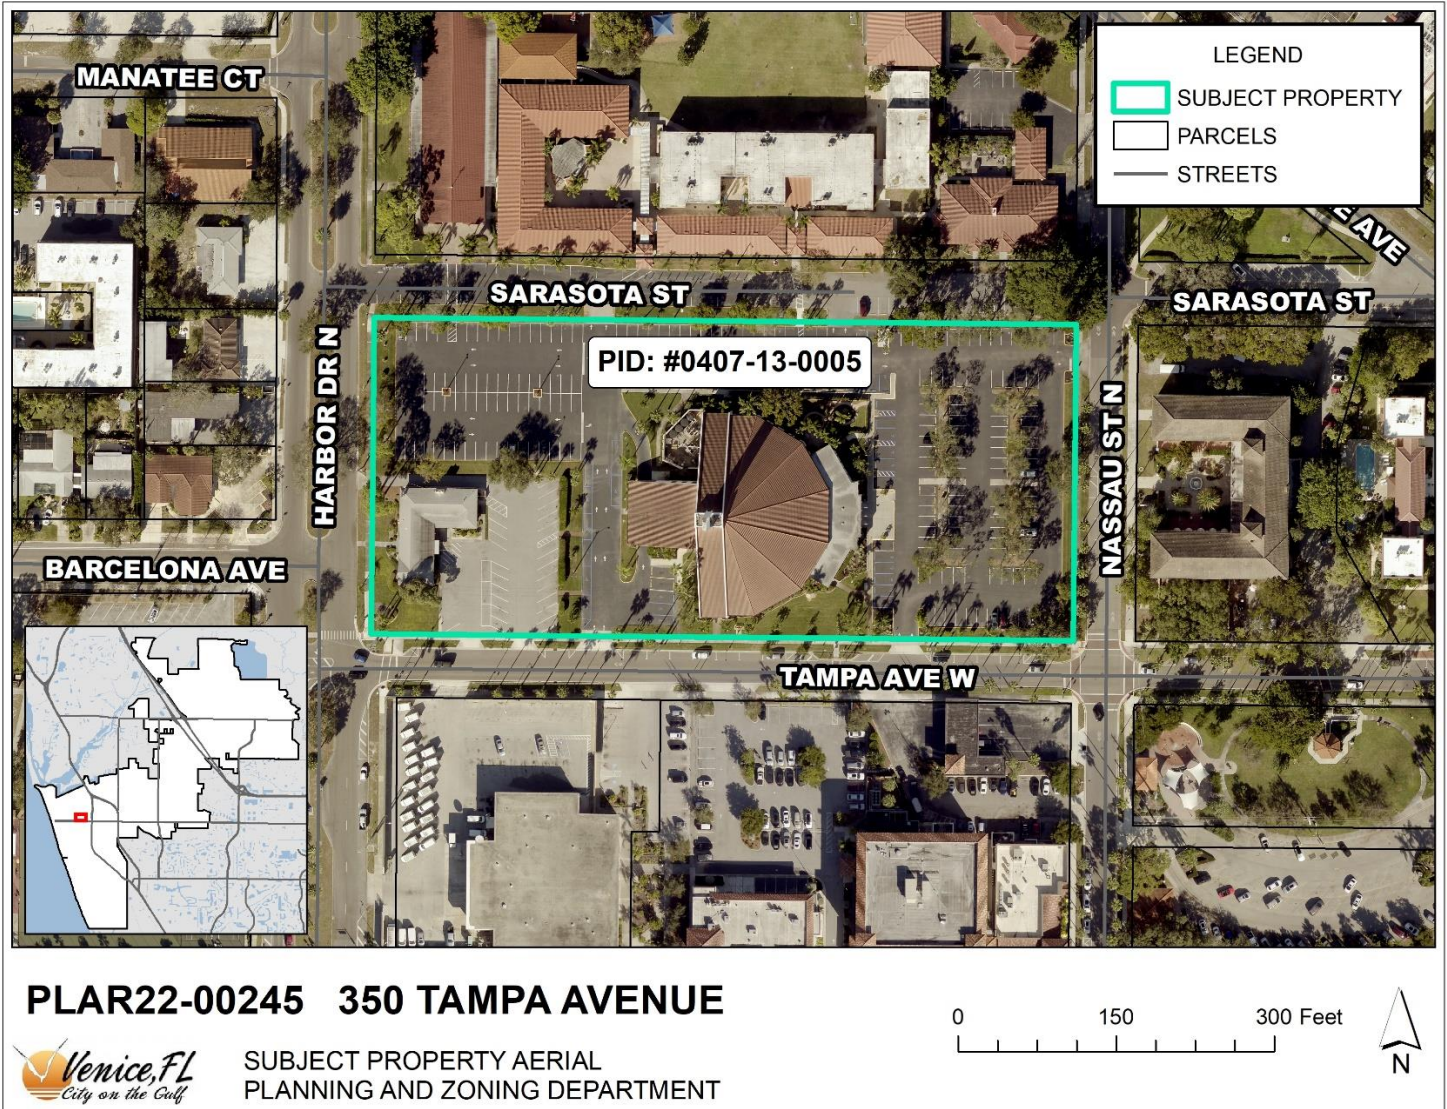 MANATEE CT
LEGEND
SUBJECT PROPERTY
PARCELS
STREETS
E AVE
SARASOTA ST
SARASOTA ST
PID: #0407-13-0005
HARBOR DR N
NASSAU ST N
BARCELONA AVE
TAMPA AVE W
PLAR22-00245 350 TAMPA AVENUE
0 150 300 Feet
N
Venice, FL
City on the Gulf
SUBJECT PROPERTY AERIAL
PLANNING AND ZONING DEPARTMENT